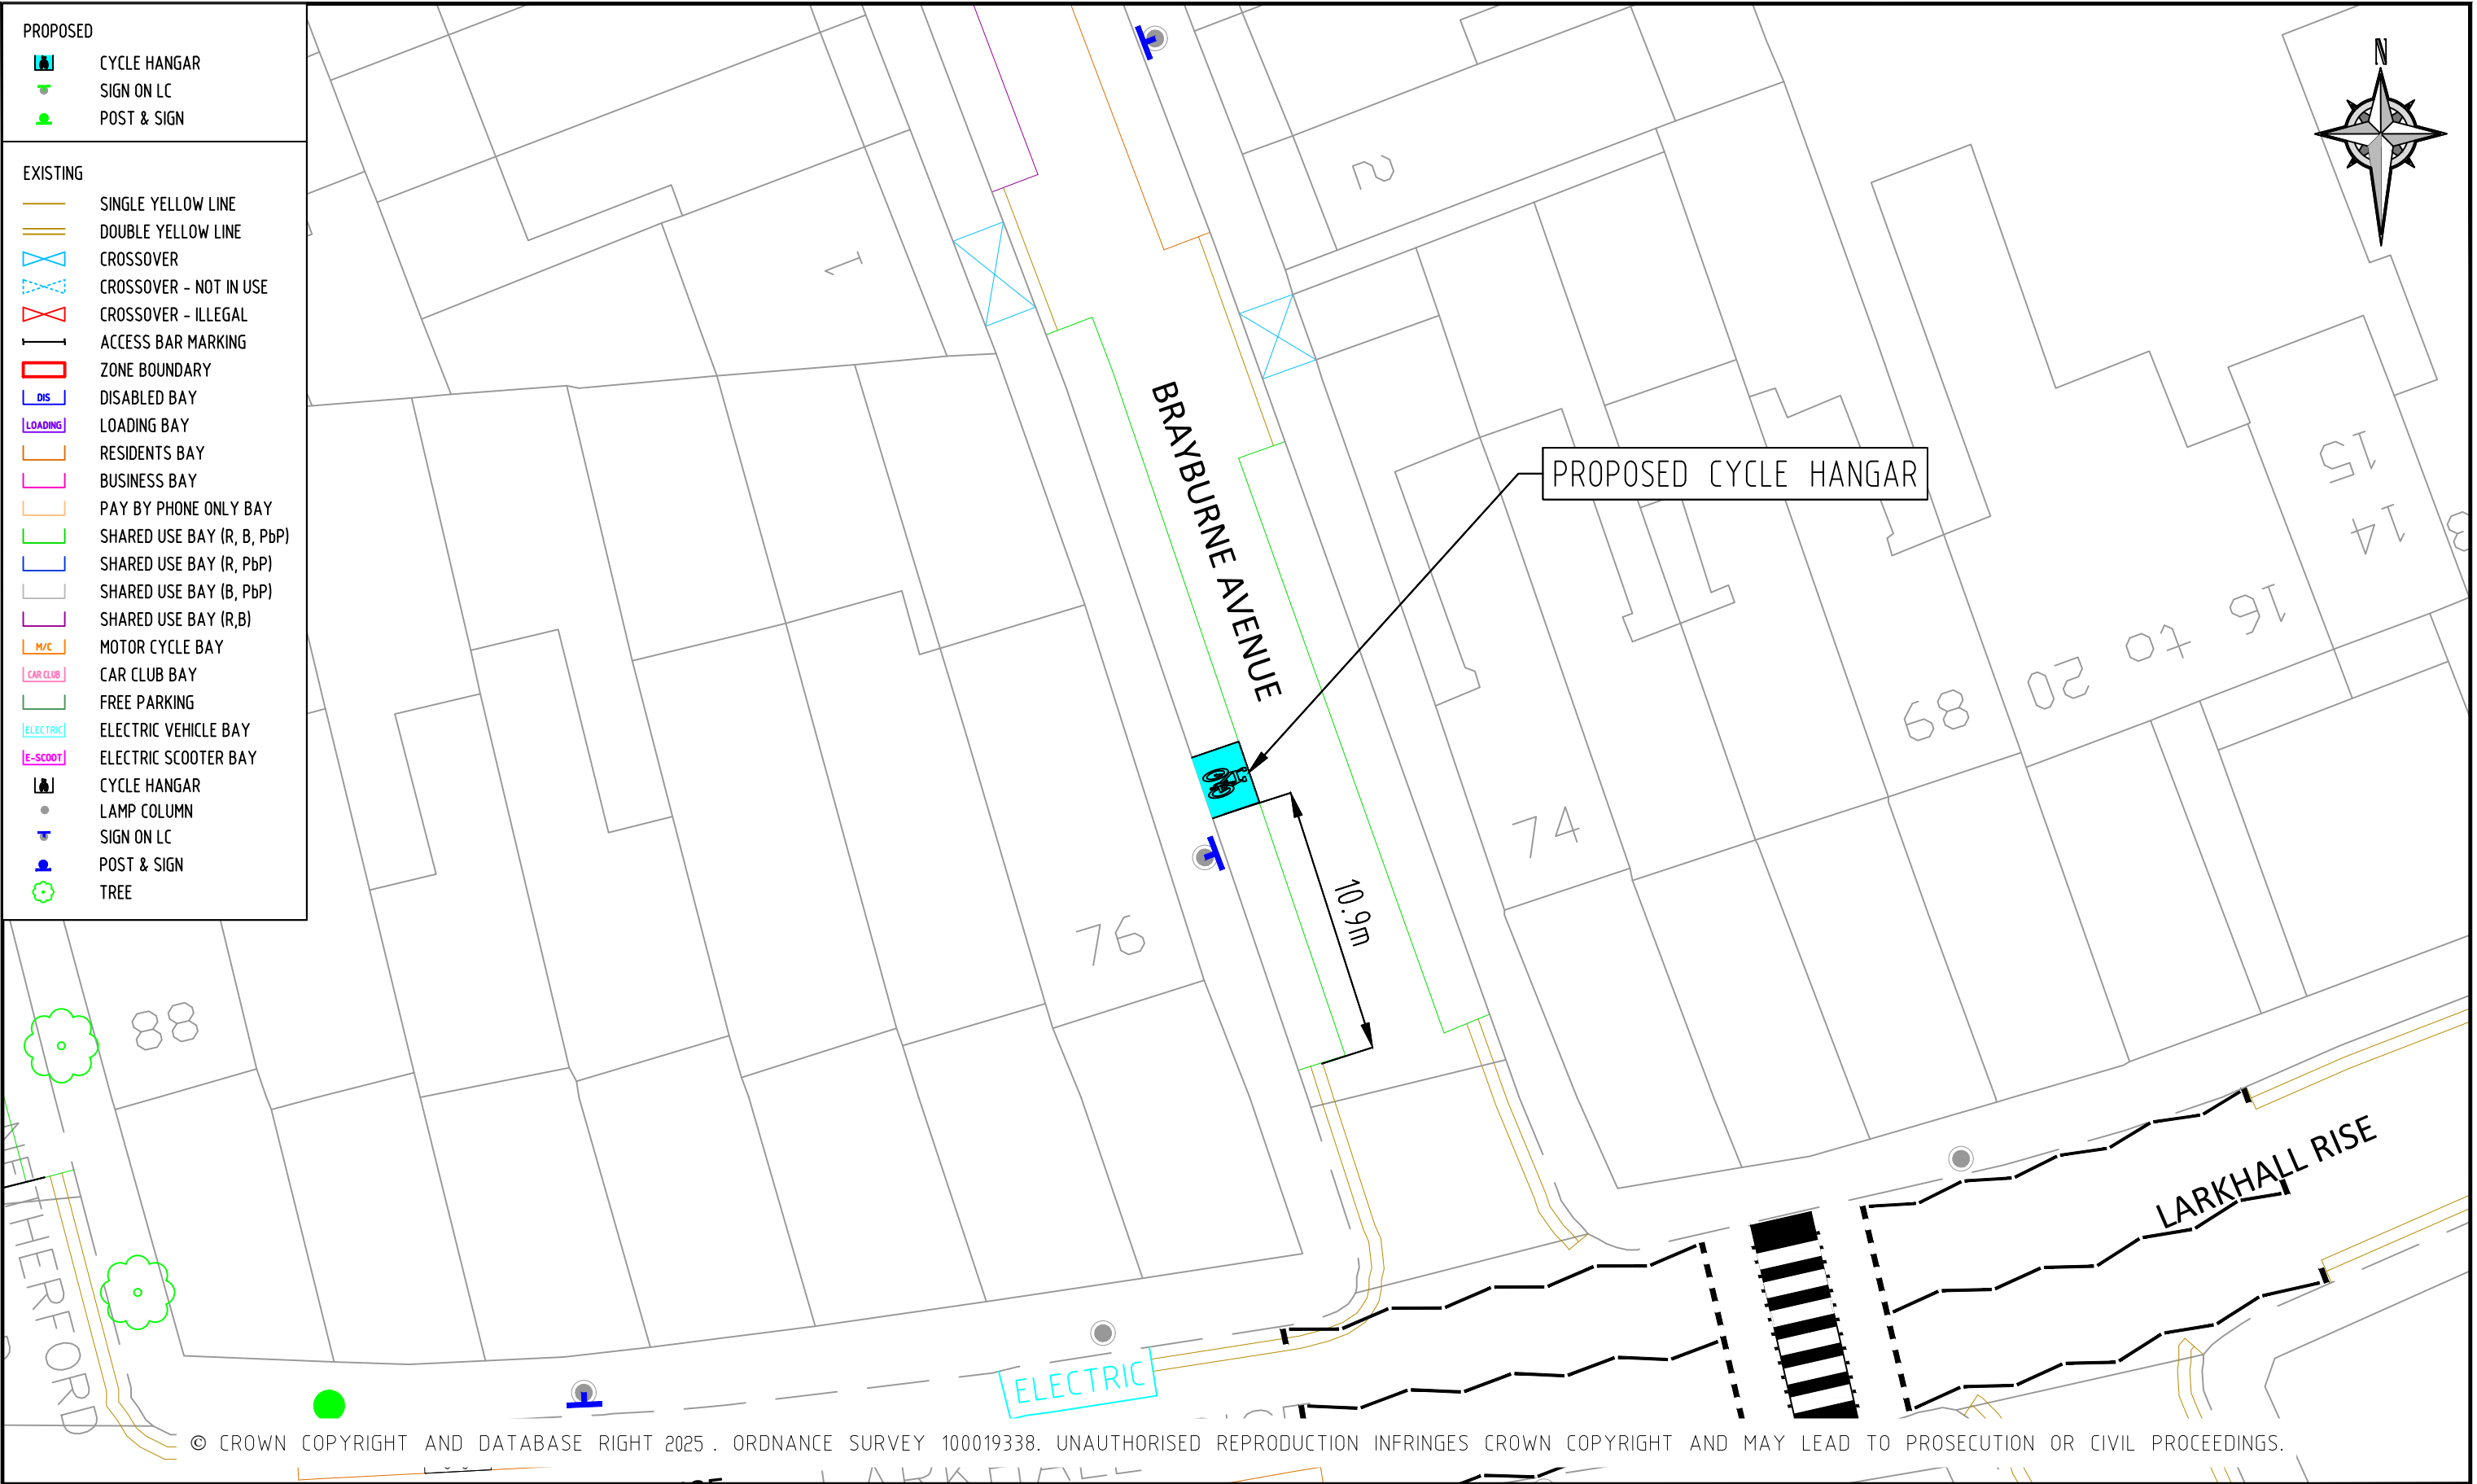 PROPOSED
CYCLE HANGAR
SIGN ON LC
POST & SIGN
EXISTING
SINGLE YELLOW LINE
DOUBLE YELLOW LINE
CROSSOVER
CROSSOVER - NOT IN USE
CROSSOVER - ILLEGAL
ACCESS BAR MARKING
ZONE BOUNDARY
DIS DISABLED BAY
LOADING LOADING BAY
RESIDENTS BAY
BUSINESS BAY
PAY BY PHONE ONLY BAY
SHARED USE BAY (R, B, PbP)
SHARED USE BAY (R, PbP)
SHARED USE BAY (B, PbP)
SHARED USE BAY (R,B)
M/C MOTOR CYCLE BAY
CAR CLUB CAR CLUB BAY
FREE PARKING
ELECTRIC ELECTRIC VEHICLE BAY
E-SCOOT ELECTRIC SCOOTER BAY
CYCLE HANGAR
LAMP COLUMN
SIGN ON LC
POST & SIGN
TREE
N
2
1
BRAYBURNE AVENUE
PROPOSED CYCLE HANGAR
15
14
16
40
50
68
74
10.9m
76
88
LARKHALL RISE
ELECTRIC
© CROWN COPYRIGHT AND DATABASE RIGHT 2025. ORDNANCE SURVEY 100019338. UNAUTHORISED REPRODUCTION INFRINGES CROWN COPYRIGHT AND MAY LEAD TO PROSECUTION OR CIVIL PROCEEDINGS.